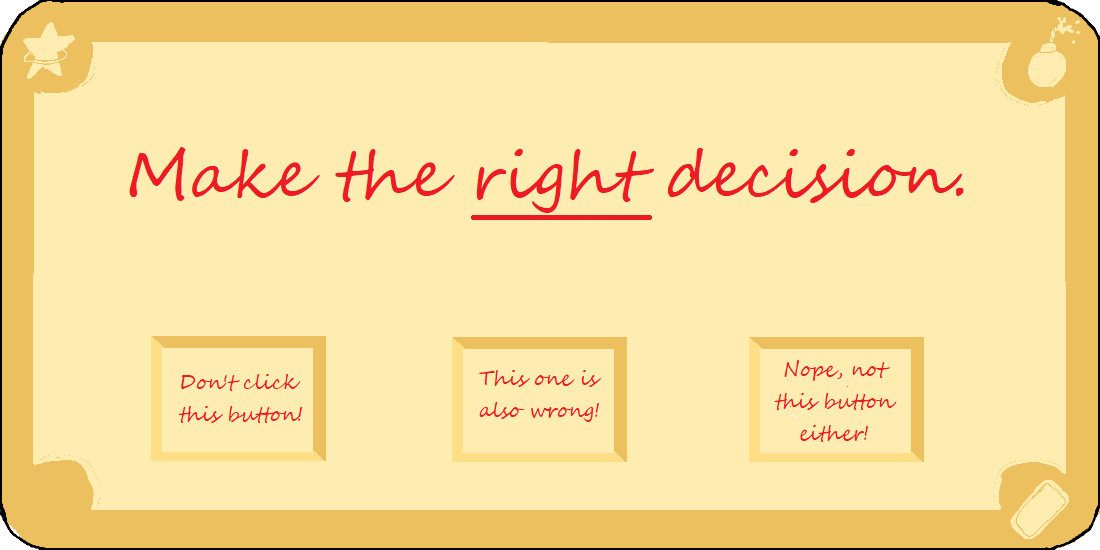 Make the right decision.
Don't click
this button!
This one is
also wrong!
Nope, not
this button
either!